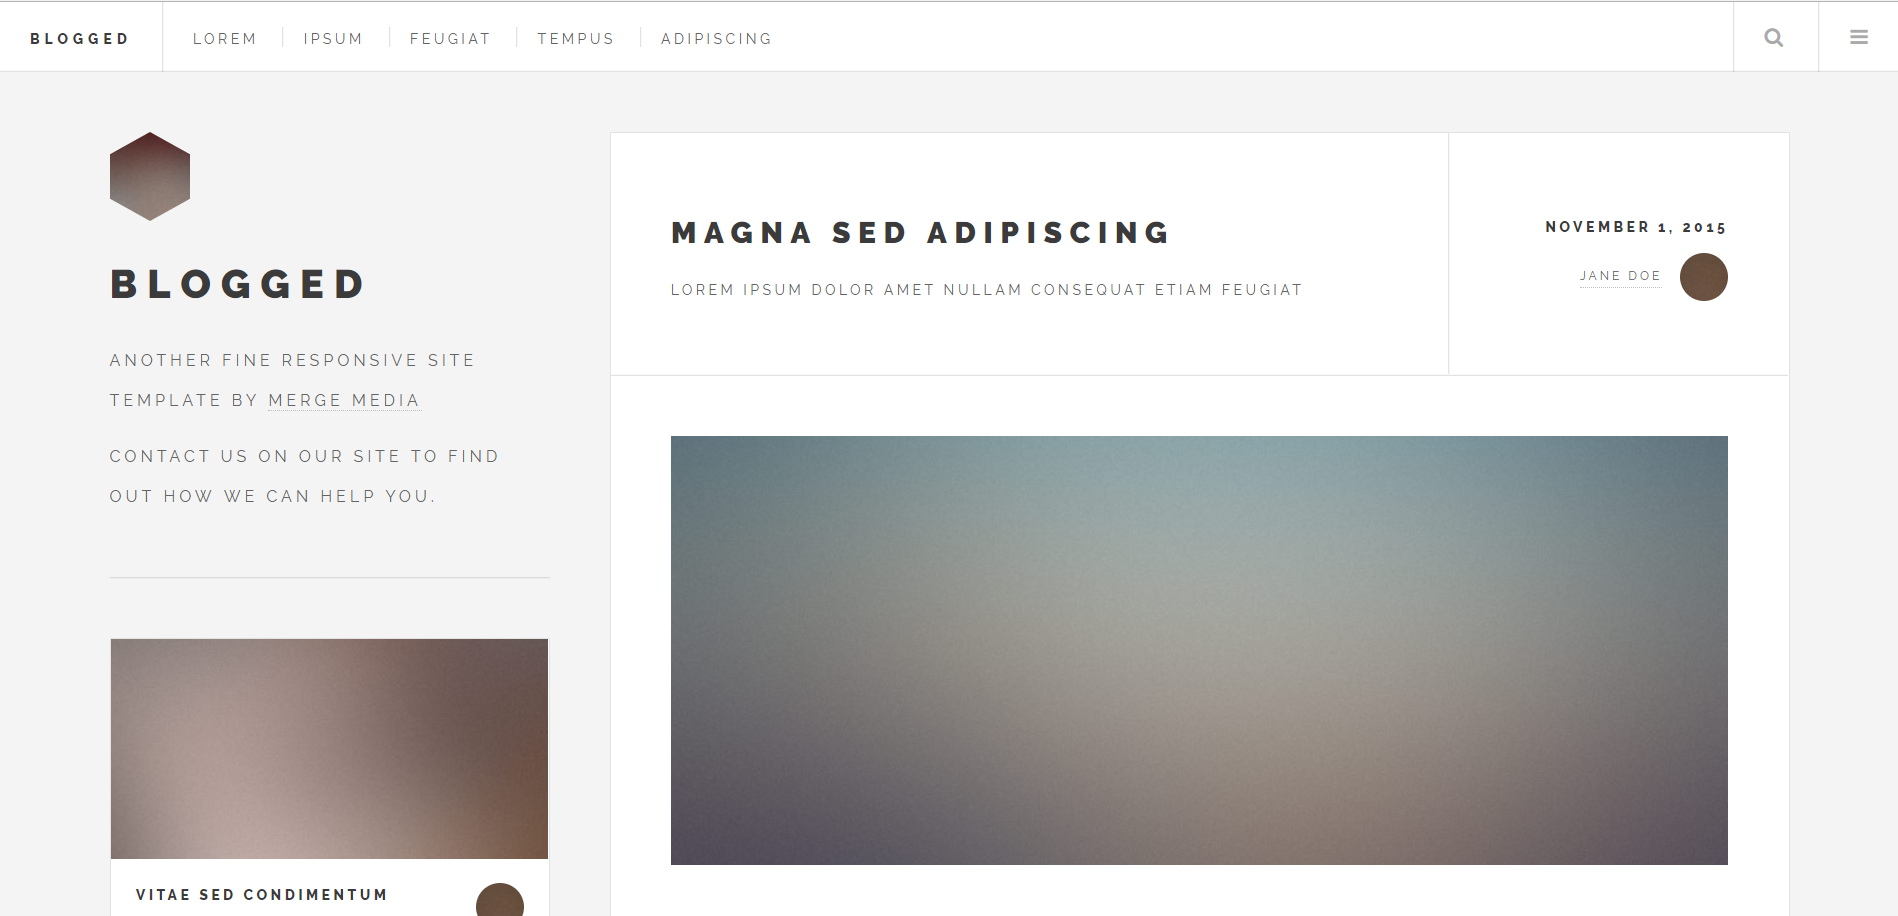 BLOGGED
LOREM
IPSUM
FEUGIAT
TEMPUS
ADIPISCING
BLOGGED
ANOTHER FINE RESPONSIVE SITE
TEMPLATE BY MERGE MEDIA
CONTACT US ON OUR SITE TO FIND
OUT HOW WE CAN HELP YOU.
VITAE SED CONDIMENTUM
MAGNA SED ADIPISCING
LOREM IPSUM DOLOR AMET NULLAM CONSEQUAT ETIAM FEUGIAT
NOVEMBER 1, 2015
JANE DOE